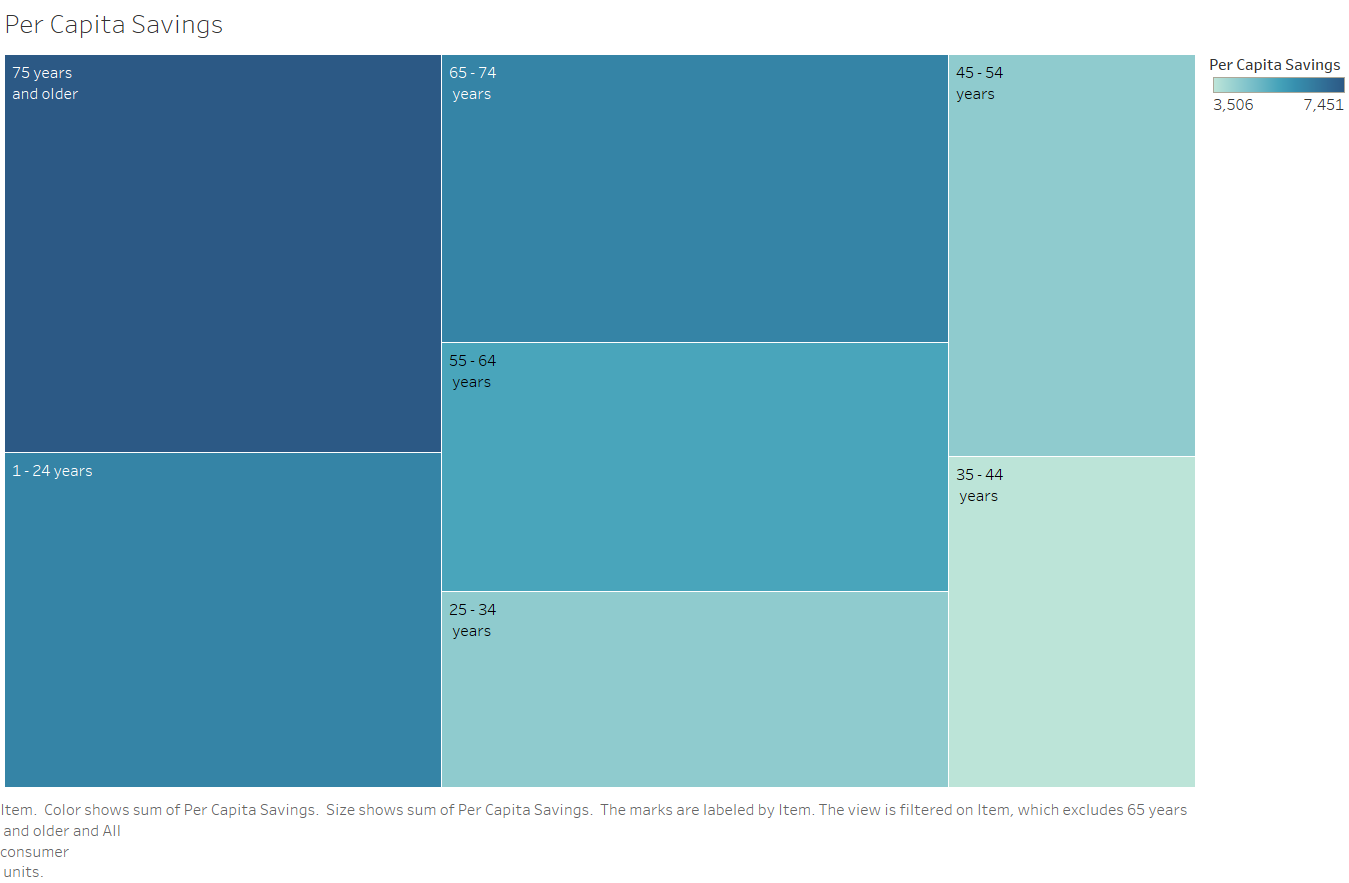 Per Capita Savings
75 years
and older
65 - 74
years
45 - 54
years
Per Capita Savings
3,506 7,451
55 - 64
years
1 - 24 years
35 - 44
years
25 - 34
years
Item. Color shows sum of Per Capita Savings. Size shows sum of Per Capita Savings. The marks are labeled by Item. The view is filtered on Item, which excludes 65 years
and older and All
consumer
units.